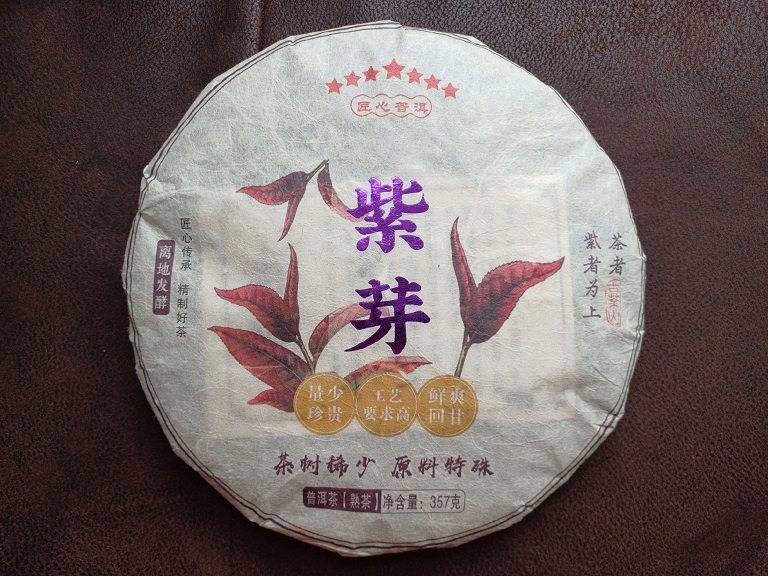 匠心普洱
紫芽
茶者
紫者为上
匠心传承 精制好茶
离地发酵
量少
珍贵
工艺
要求高
鲜爽
回甘
茶树稀少 原料特殊
普洱茶【熟茶】净含量：357克